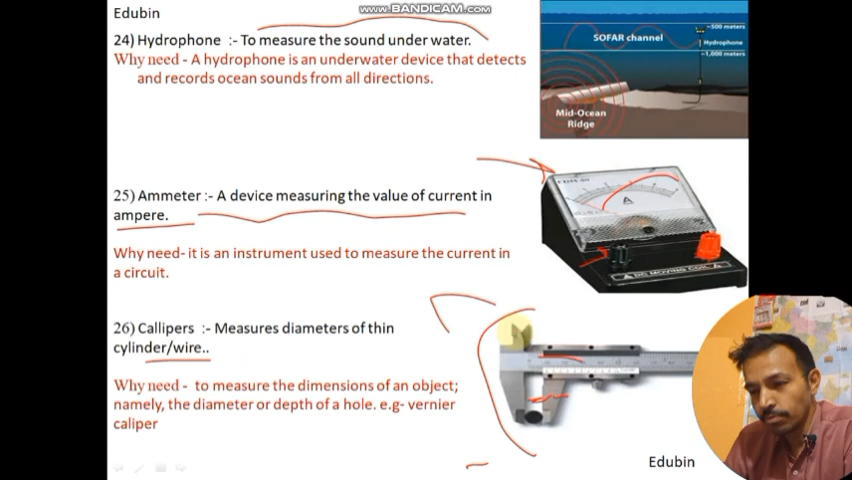 Edubin
www.BANDICAM.com
24) Hydrophone :- To measure the sound under water.
Why need - A hydrophone is an underwater device that detects
and records ocean sounds from all directions.
~500 meters
SOFAR channel
Hydrophone
~1,000 meters
Mid-Ocean
Ridge
25) Ammeter :- A device measuring the value of current in
ampere.
A
DC MOVING COIL A
Why need- it is an instrument used to measure the current in
a circuit.
26) Callipers :- Measures diameters of thin
cylinder/wire..
Why need - to measure the dimensions of an object;
namely, the diameter or depth of a hole. e.g- vernier
caliper
Edubin